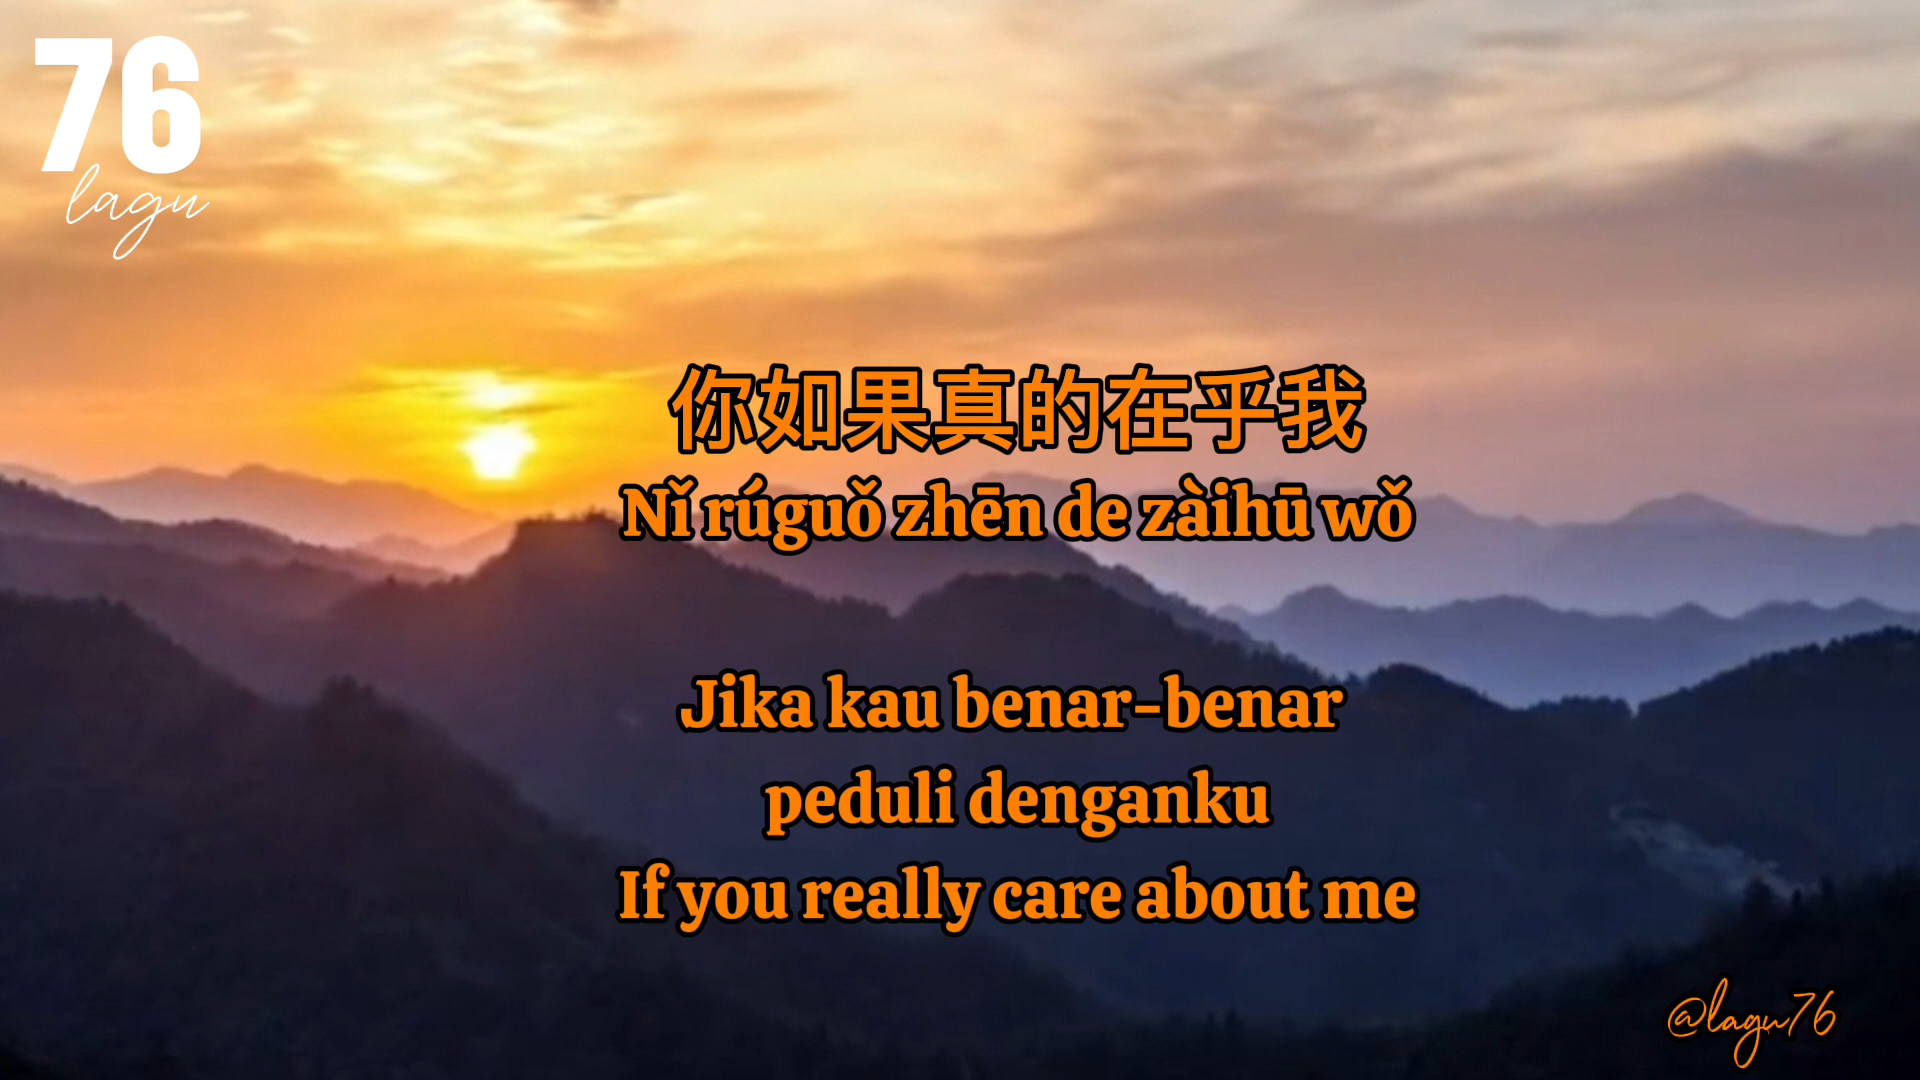 76
lagu
你如果真的在乎我
Nǐ rúguǒ zhēn de zàihū wǒ
Jika kau benar-benar
peduli denganku
If you really care about me
@lagu76